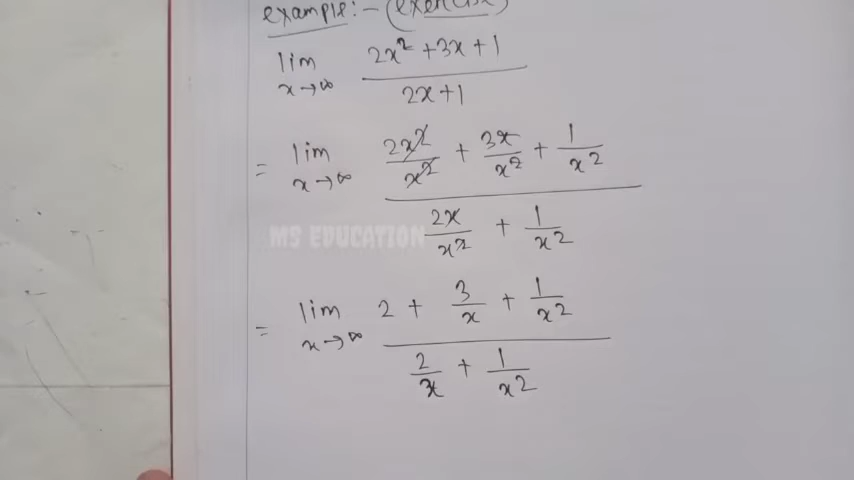 example:- (exercise)
lim x→∞ (2x² + 3x + 1)/(2x + 1)
= lim x→∞ (2x²/x² + 3x/x² + 1/x²)/(2x/x² + 1/x²)
MS EDUCATION
= lim x→∞ (2 + 3/x + 1/x²)/(2/x + 1/x²)